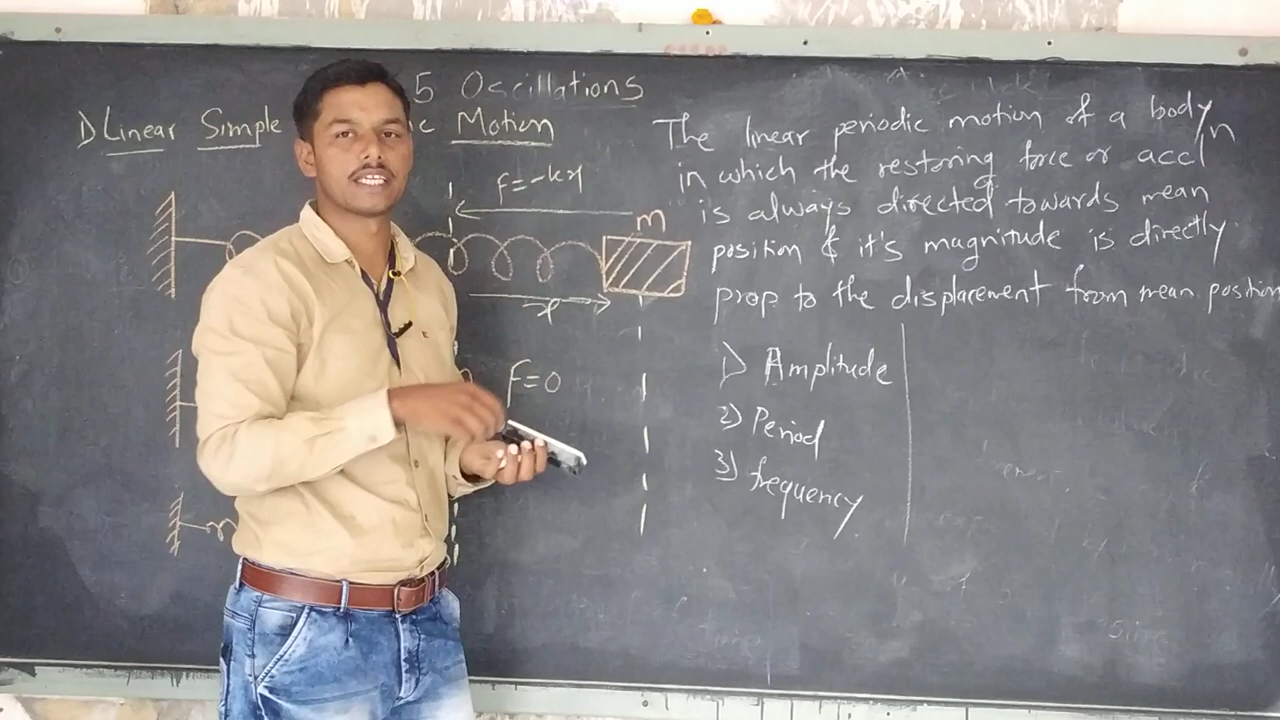 5 Oscillations
1) Linear Simple c Motion
F=-kx
m
x
F=0
The linear periodic motion of a body
in which the restoring force or acc^l n
is always directed towards mean
position & it's magnitude is directly
prop to the displacement from mean position
1) Amplitude
2) Period
3) frequency